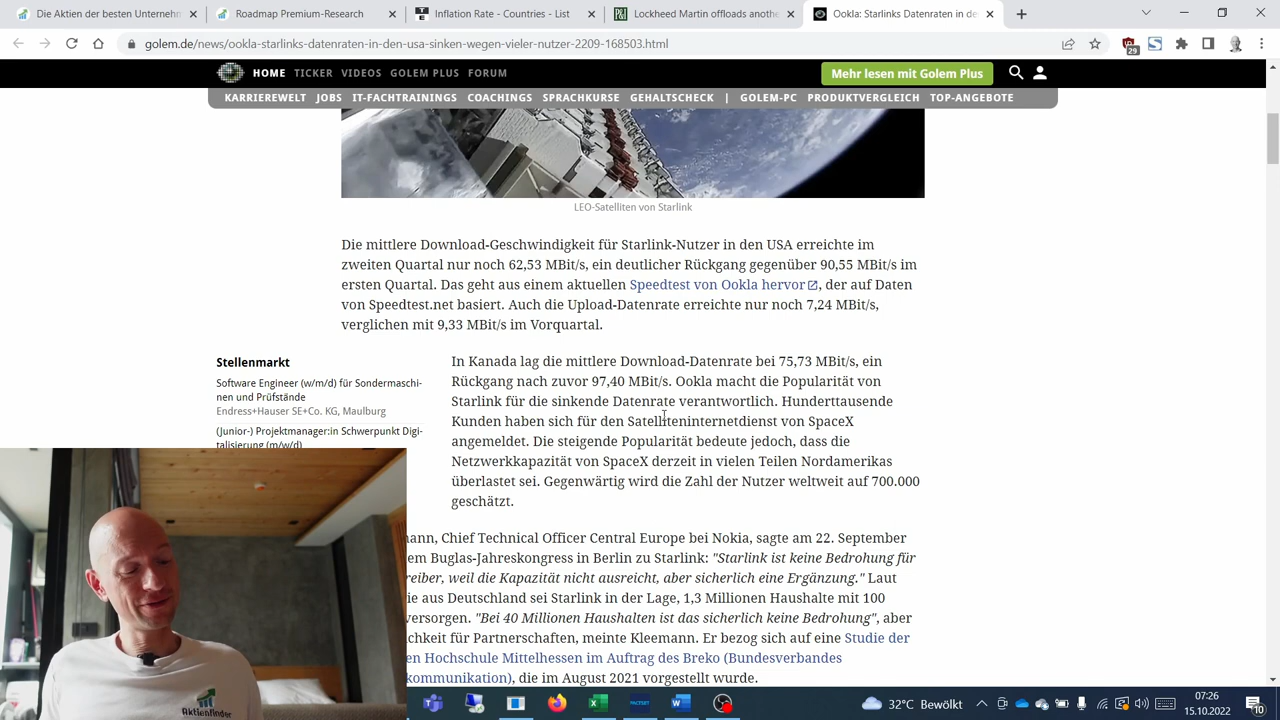 Die Aktien der besten Unternehm
Roadmap Premium-Research
Inflation Rate - Countries - List
Lockheed Martin offloads anothe
Ookla: Starlinks Datenraten in de
golem.de/news/ookla-starlinks-datenraten-in-den-usa-sinken-wegen-vieler-nutzer-2209-168503.html
29
HOME TICKER VIDEOS GOLEM PLUS FORUM
Mehr lesen mit Golem Plus
KARRIEREWELT JOBS IT-FACHTRAININGS COACHINGS SPRACHKURSE GEHALTSCHECK | GOLEM-PC PRODUKTVERGLEICH TOP-ANGEBOTE
LEO-Satelliten von Starlink
Die mittlere Download-Geschwindigkeit für Starlink-Nutzer in den USA erreichte im
zweiten Quartal nur noch 62,53 MBit/s, ein deutlicher Rückgang gegenüber 90,55 MBit/s im
ersten Quartal. Das geht aus einem aktuellen Speedtest von Ookla hervor, der auf Daten
von Speedtest.net basiert. Auch die Upload-Datenrate erreichte nur noch 7,24 MBit/s,
verglichen mit 9,33 MBit/s im Vorquartal.
Stellenmarkt
Software Engineer (w/m/d) für Sondermaschi-
nen und Prüfstände
Endress+Hauser SE+Co. KG, Maulburg
(Junior-) Projektmanager:in Schwerpunkt Digi-
talisierung (m/w/d)
In Kanada lag die mittlere Download-Datenrate bei 75,73 MBit/s, ein
Rückgang nach zuvor 97,40 MBit/s. Ookla macht die Popularität von
Starlink für die sinkende Datenrate verantwortlich. Hunderttausende
Kunden haben sich für den Satelliteninternetdienst von SpaceX
angemeldet. Die steigende Popularität bedeute jedoch, dass die
Netzwerkkapazität von SpaceX derzeit in vielen Teilen Nordamerikas
überlastet sei. Gegenwärtig wird die Zahl der Nutzer weltweit auf 700.000
geschätzt.
mann, Chief Technical Officer Central Europe bei Nokia, sagte am 22. September
em Buglas-Jahreskongress in Berlin zu Starlink: "Starlink ist keine Bedrohung für
reiber, weil die Kapazität nicht ausreicht, aber sicherlich eine Ergänzung." Laut
ie aus Deutschland sei Starlink in der Lage, 1,3 Millionen Haushalte mit 100
versorgen. "Bei 40 Millionen Haushalten ist das sicherlich keine Bedrohung", aber
ichkeit für Partnerschaften, meinte Kleemann. Er bezog sich auf eine Studie der
en Hochschule Mittelhessen im Auftrag des Breko (Bundesverbandes
kommunikation), die im August 2021 vorgestellt wurde.
Aktienfinder
32°C Bewölkt
07:26
15.10.2022
10